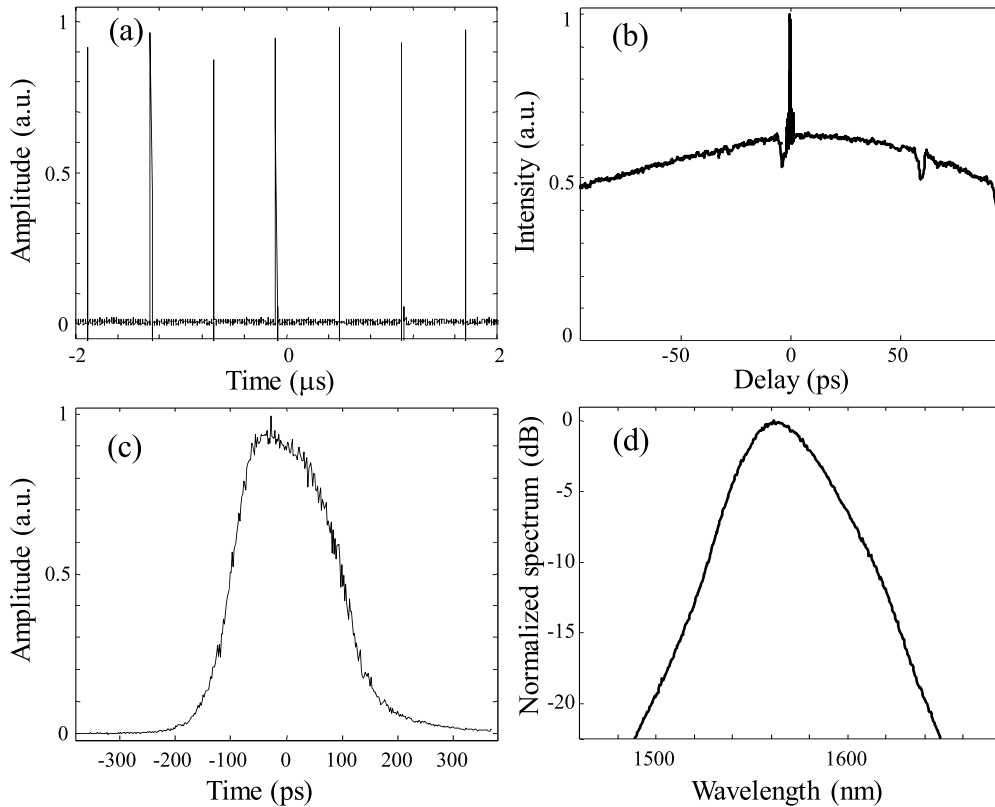 (a)
1
0.5
0
-2
0
2
Amplitude (a.u.)
Time (μs)
(b)
1
0.5
0
-50
0
50
Intensity (a.u.)
Delay (ps)
(c)
1
0.5
0
-300
-200
-100
0
100
200
300
Amplitude (a.u.)
Time (ps)
(d)
0
-5
-10
-15
-20
1500
1600
Normalized spectrum (dB)
Wavelength (nm)